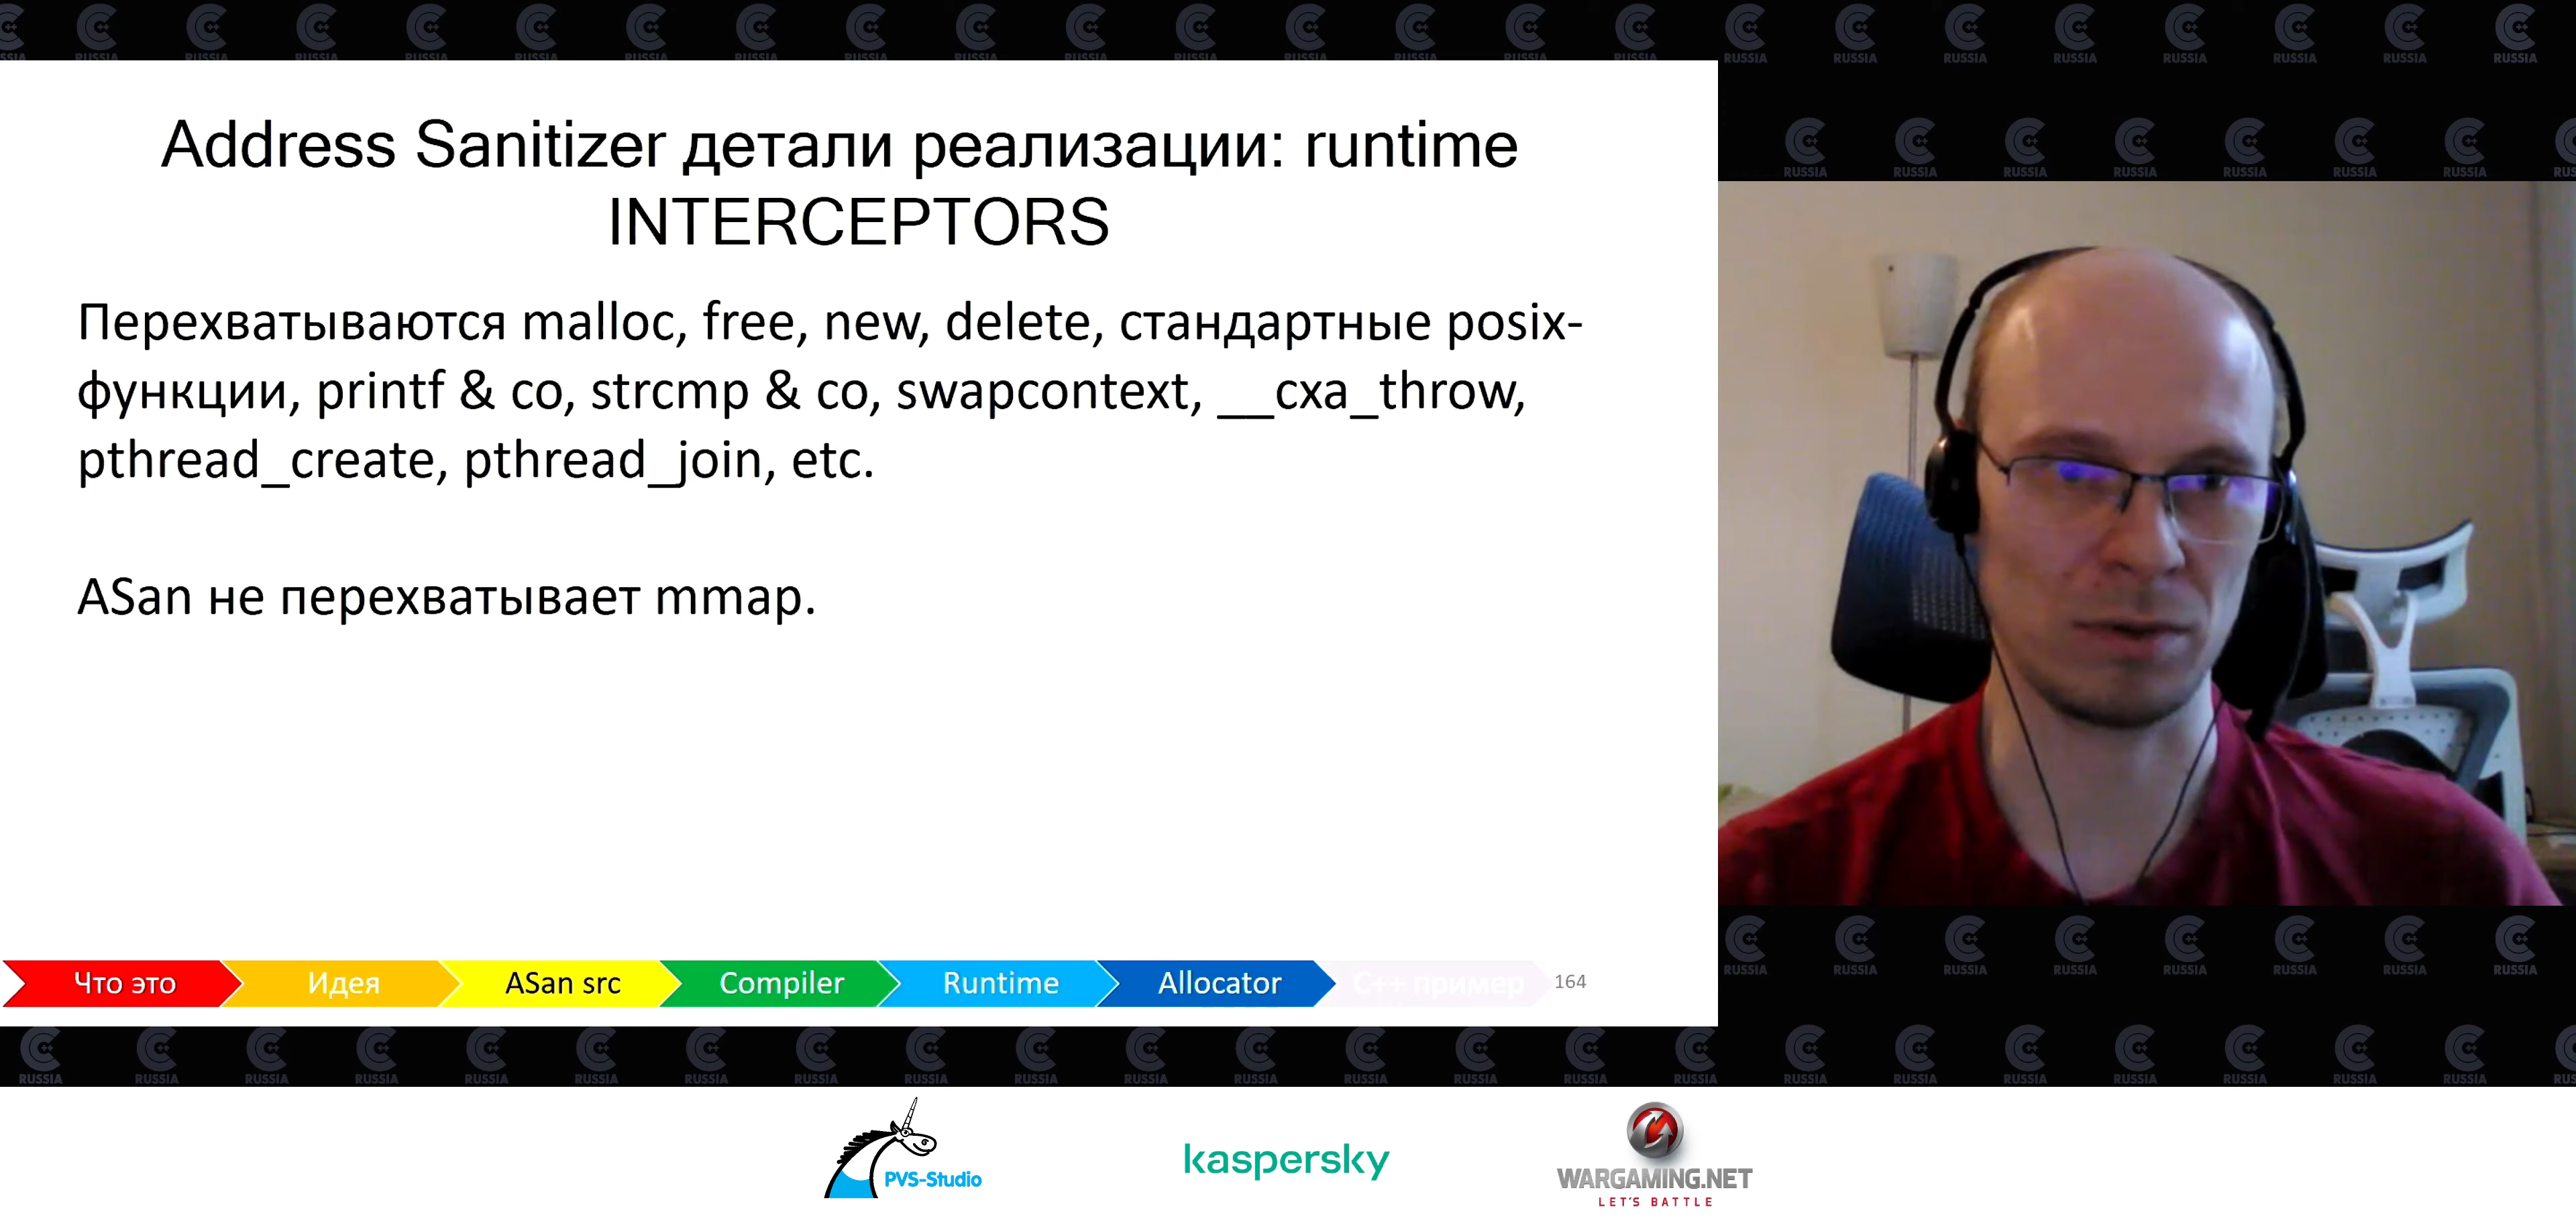 Address Sanitizer детали реализации: runtime
INTERCEPTORS
Перехватываются malloc, free, new, delete, стандартные posix-
функции, printf & co, strcmp & co, swapcontext, __cxa_throw,
pthread_create, pthread_join, etc.
ASan не перехватывает mmap.
Что это
Идея
ASan src
Compiler
Runtime
Allocator
C++ пример
164
PVS-Studio
kaspersky
WARGAMING.NET
LET'S BATTLE